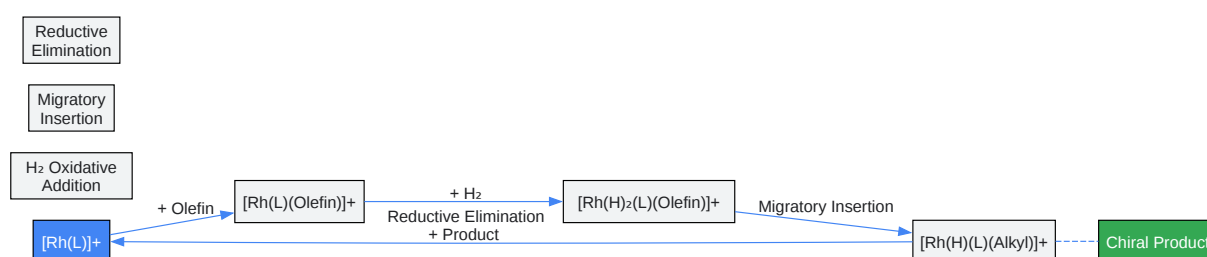 Reductive
Elimination
Migratory
Insertion
H₂ Oxidative
Addition
[Rh(L)]+
+ Olefin
[Rh(L)(Olefin)]+
+ H₂
[Rh(H)₂(L)(Olefin)]+
Migratory Insertion
Reductive Elimination
+ Product
[Rh(H)(L)(Alkyl)]+
Chiral Product